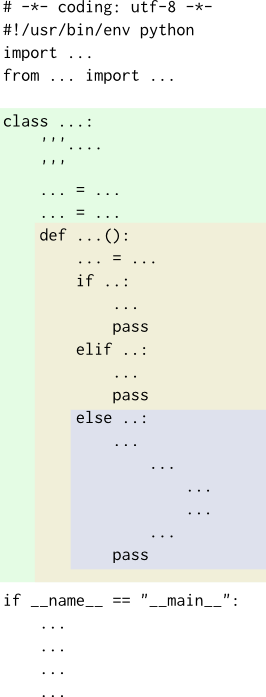 # -*- coding: utf-8 -*-
#!/usr/bin/env python
import ...
from ... import ...

class ...:
    '''....
    '''
    ... = ...
    ... = ...
    def ...():
        ... = ...
        if ..:
            ...
            pass
        elif ..:
            ...
            pass
        else ..:
            ...
                ...
                    ...
                    ...
                ...
            pass

if __name__ == "__main__":
    ...
    ...
    ...
    ...